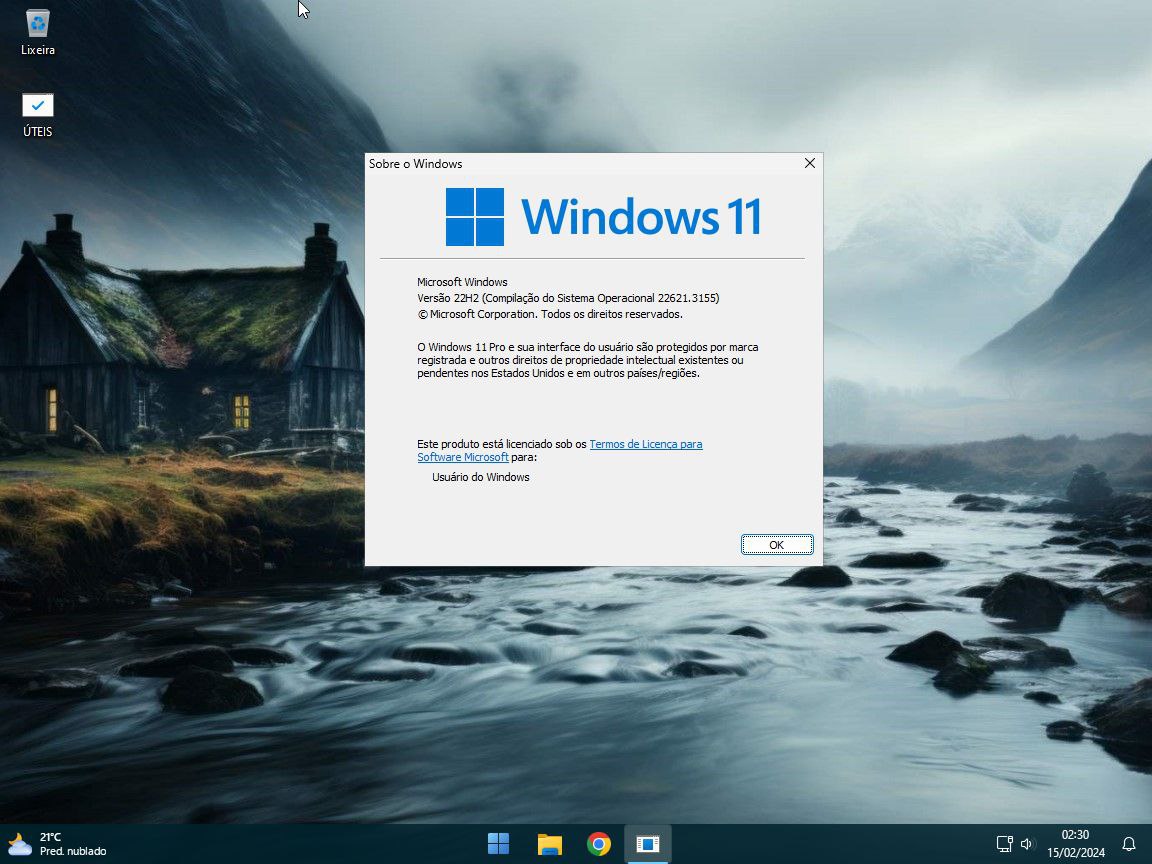 Lixeira
ÚTEIS
Sobre o Windows
Windows 11
Microsoft Windows
Versão 22H2 (Compilação do Sistema Operacional 22621.3155)
© Microsoft Corporation. Todos os direitos reservados.
O Windows 11 Pro e sua interface do usuário são protegidos por marca
registrada e outros direitos de propriedade intelectual existentes ou
pendentes nos Estados Unidos e em outros países/regiões.
Este produto está licenciado sob os Termos de Licença para
Software Microsoft para:
Usuário do Windows
OK
21°C
Pred. nublado
02:30
15/02/2024